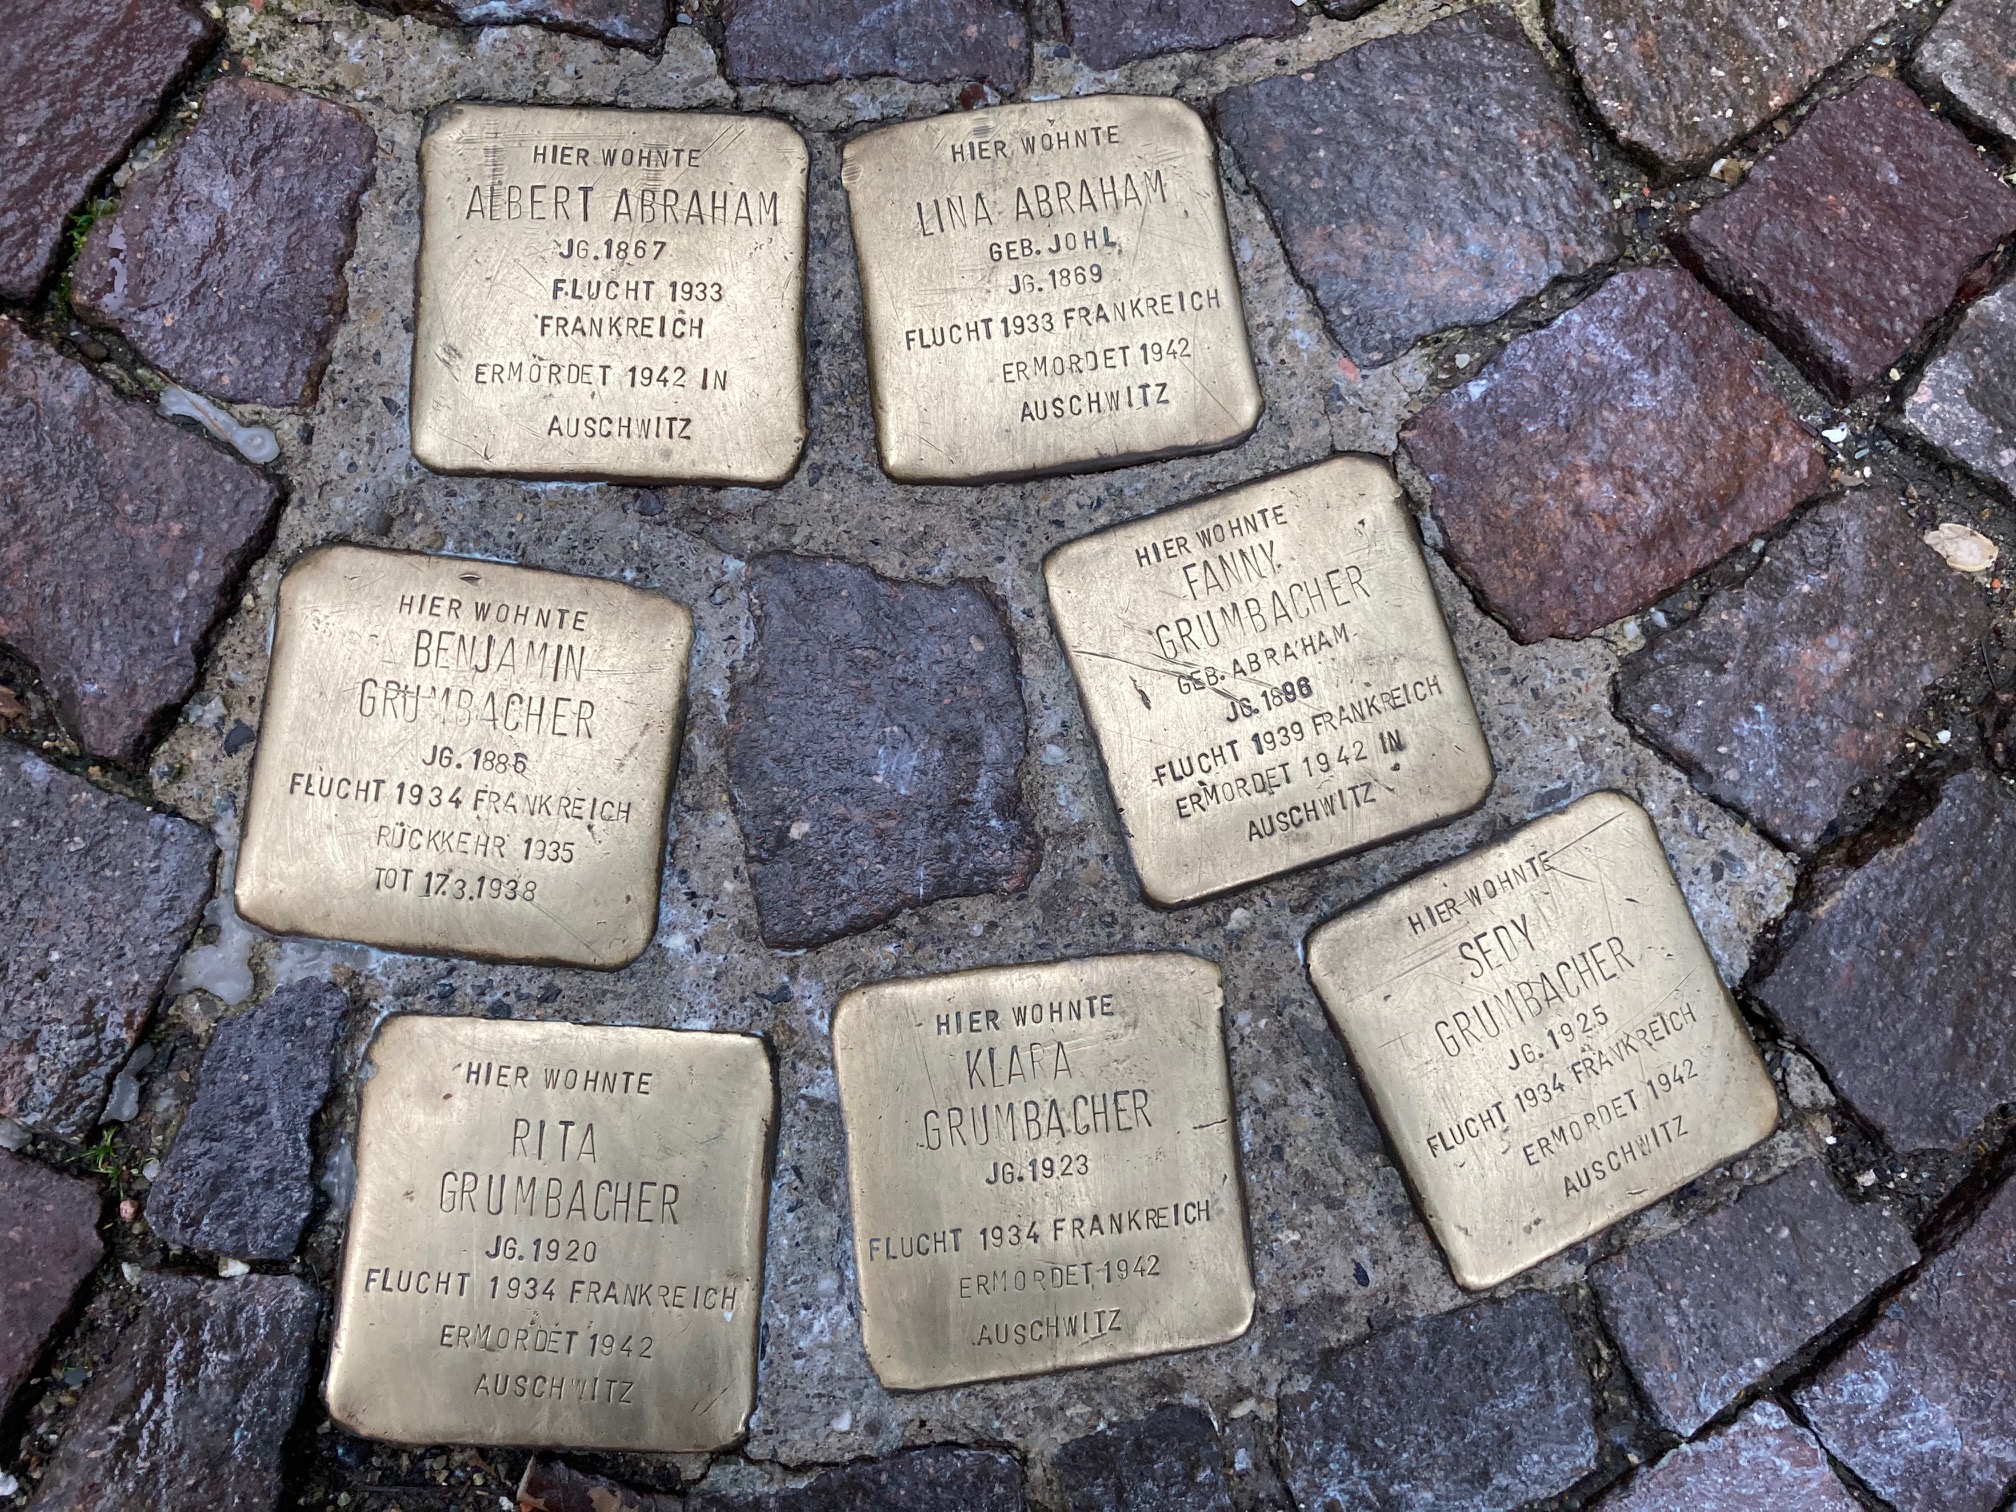 HIER WOHNTE
ALBERT ABRAHAM
JG. 1867
FLUCHT 1933
FRANKREICH
ERMORDET 1942 IN
AUSCHWITZ
HIER WOHNTE
LINA ABRAHAM
GEB. JOHL
JG. 1869
FLUCHT 1933 FRANKREICH
ERMORDET 1942
AUSCHWITZ
HIER WOHNTE
BENJAMIN
GRUMBACHER
JG. 1886
FLUCHT 1934 FRANKREICH
RÜCKKEHR 1935
TOT 17.3.1938
HIER WOHNTE
FANNY
GRUMBACHER
GEB. ABRAHAM
JG. 1896
FLUCHT 1939 FRANKREICH
ERMORDET 1942 IN
AUSCHWITZ
HIER WOHNTE
RITA
GRUMBACHER
JG. 1920
FLUCHT 1934 FRANKREICH
ERMORDET 1942
AUSCHWITZ
HIER WOHNTE
KLARA
GRUMBACHER
JG. 1923
FLUCHT 1934 FRANKREICH
ERMORDET 1942
AUSCHWITZ
HIER WOHNTE
SEDY
GRUMBACHER
JG. 1925
FLUCHT 1934 FRANKREICH
ERMORDET 1942
AUSCHWITZ